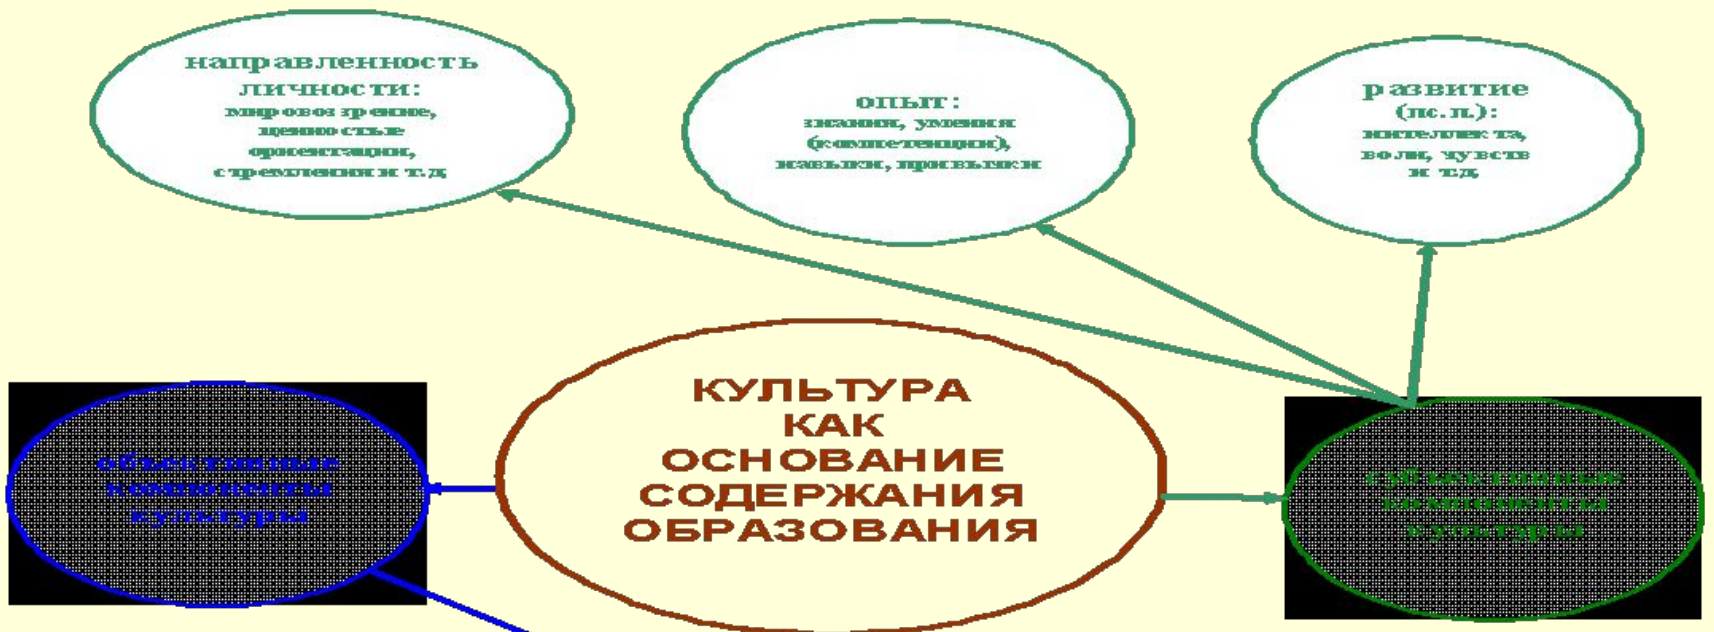 направленность
личности:
мировоззрение,
ценностые
ориентации,
стремления и т.д.
опыт:
знания, умения
(компетенции),
навыки, привычки
развитие
(пс.п.):
интеллекта,
воли, чувств
и т.д.
КУЛЬТУРА
КАК
ОСНОВАНИЕ
СОДЕРЖАНИЯ
ОБРАЗОВАНИЯ
объективные
компоненты
культуры
субъективные
компоненты
культуры